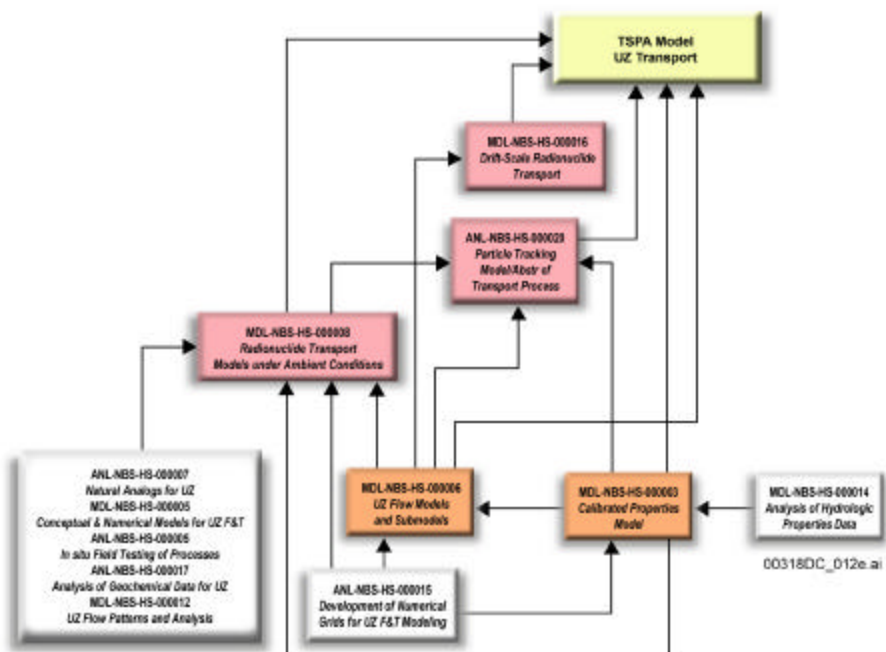 TSPA Model
UZ Transport
MDL-NBS-HS-000016
Drift-Scale Radionuclide
Transport
ANL-NBS-HS-000020
Particle Tracking
Model/Abstr of
Transport Process
MDL-NBS-HS-000008
Radionuclide Transport
Models under Ambient Conditions
ANL-NBS-HS-000007
Natural Analogs for UZ
MDL-NBS-HS-000005
Conceptual & Numerical Models for UZ F&T
ANL-NBS-HS-000005
In situ Field Testing of Processes
ANL-NBS-HS-000017
Analysis of Geochemical Data for UZ
MDL-NBS-HS-000012
UZ Flow Patterns and Analysis
MDL-NBS-HS-000006
UZ Flow Models
and Submodels
MDL-NBS-HS-000003
Calibrated Properties
Model
MDL-NBS-HS-000014
Analysis of Hydrologic
Properties Data
00318DC_012e.ai
ANL-NBS-HS-000015
Development of Numerical
Grids for UZ F&T Modeling